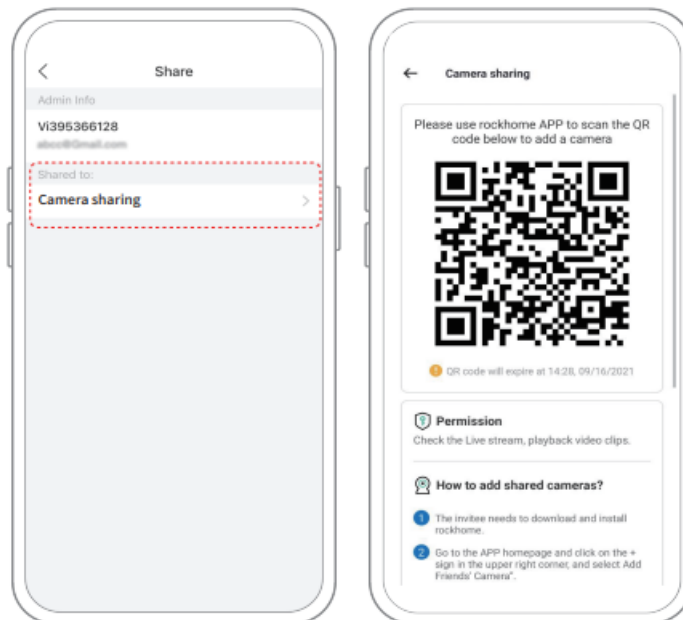 Share
Admin Info
Vi395366128
Shared to:
Camera sharing
Camera sharing
Please use rockhome APP to scan the QR
code below to add a camera
QR code will expire at 14:28, 09/16/2021
Permission
Check the Live stream, playback video clips.
How to add shared cameras?
1 The invitee needs to download and install
rockhome.
2 Go to the APP homepage and click on the +
sign in the upper right corner, and select Add
Friends' Camera".